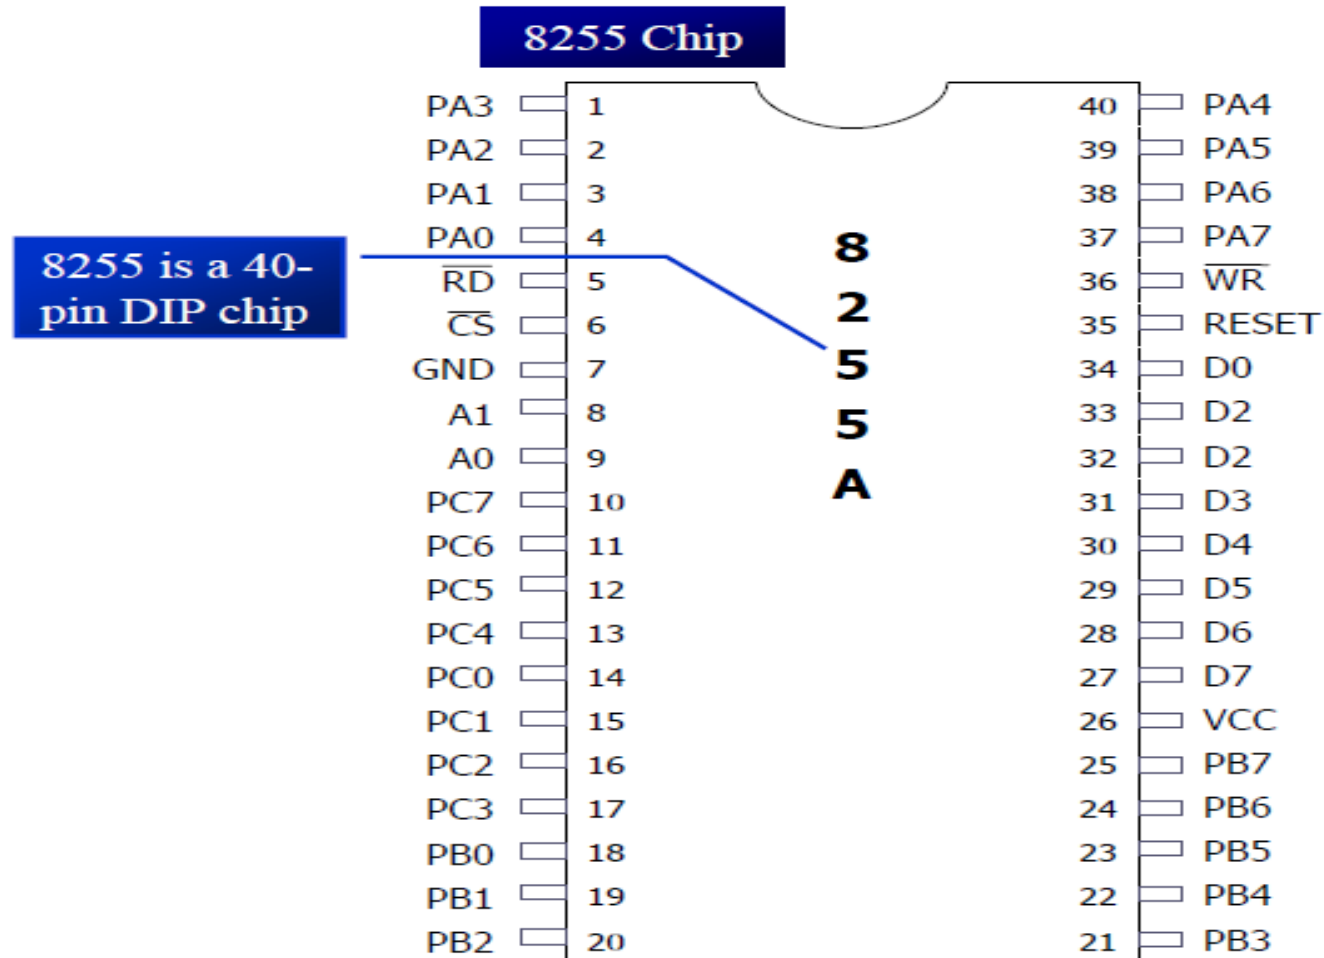 8255 Chip
PA3 1 40 PA4
PA2 2 39 PA5
PA1 3 38 PA6
PA0 4 37 PA7
8255 is a 40-
pin DIP chip
RD 5 36 WR
CS 6 35 RESET
GND 7 34 D0
A1 8 33 D2
A0 9 32 D2
PC7 10 31 D3
PC6 11 30 D4
PC5 12 29 D5
PC4 13 28 D6
PC0 14 27 D7
PC1 15 26 VCC
PC2 16 25 PB7
PC3 17 24 PB6
PB0 18 23 PB5
PB1 19 22 PB4
PB2 20 21 PB3
8
2
5
5
A